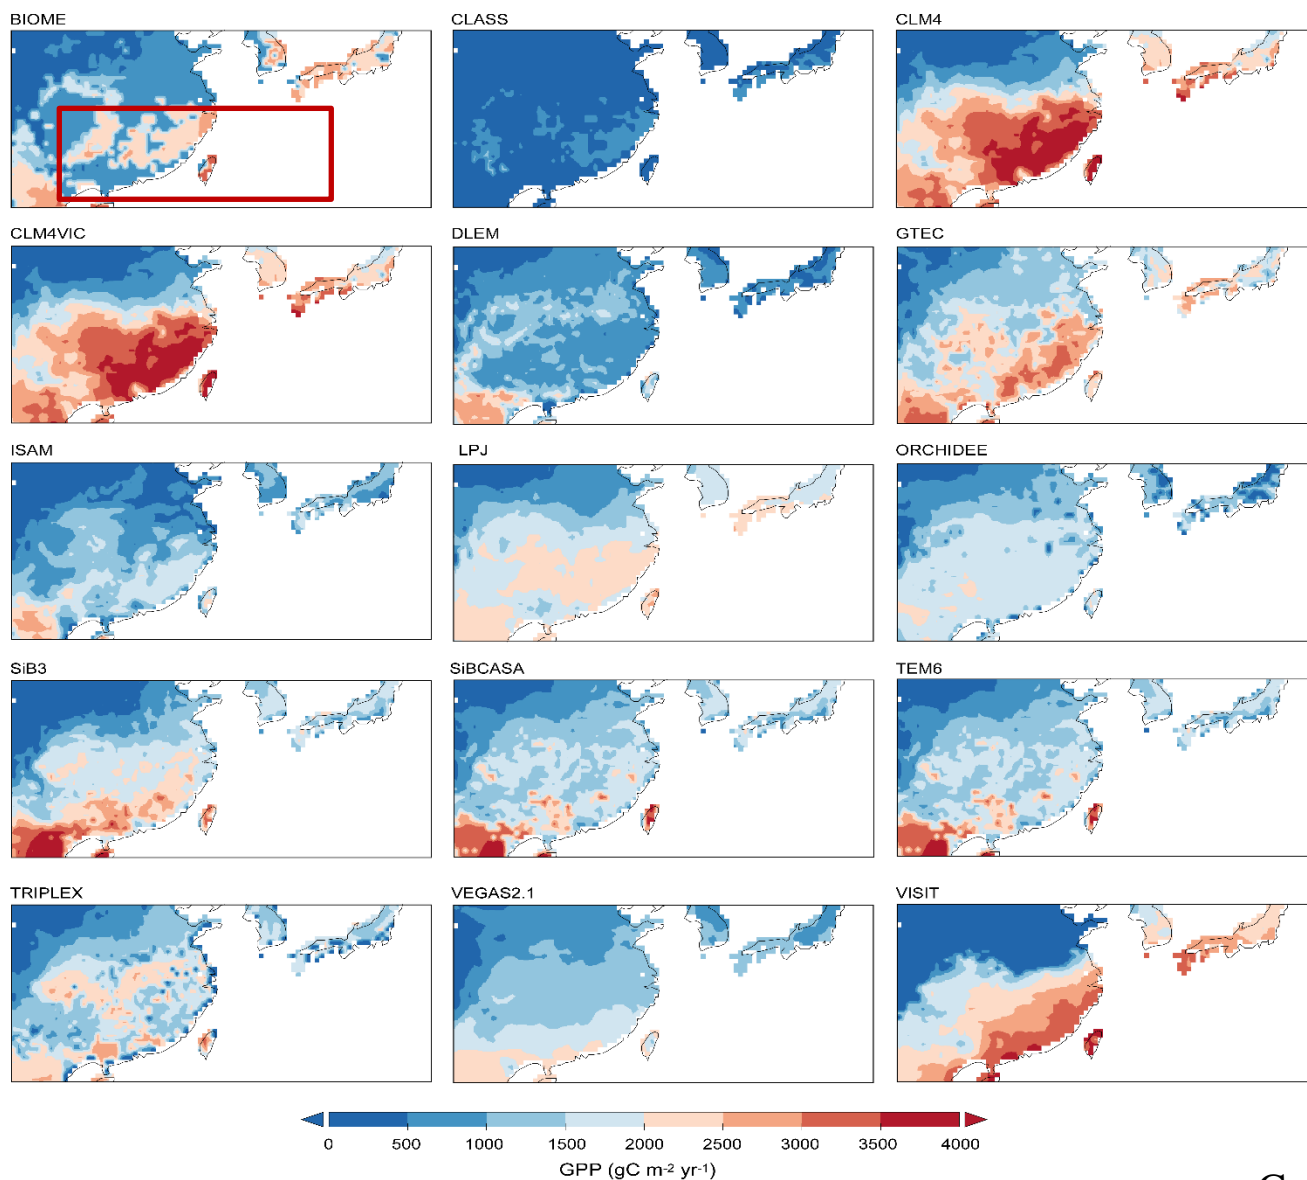 BIOME CLASS CLM4
CLM4VIC DLEM GTEC
ISAM LPJ ORCHIDEE
SiB3 SiBCASA TEM6
TRIPLEX VEGAS2.1 VISIT
0 500 1000 1500 2000 2500 3000 3500 4000
GPP (gC m-2 yr-1)